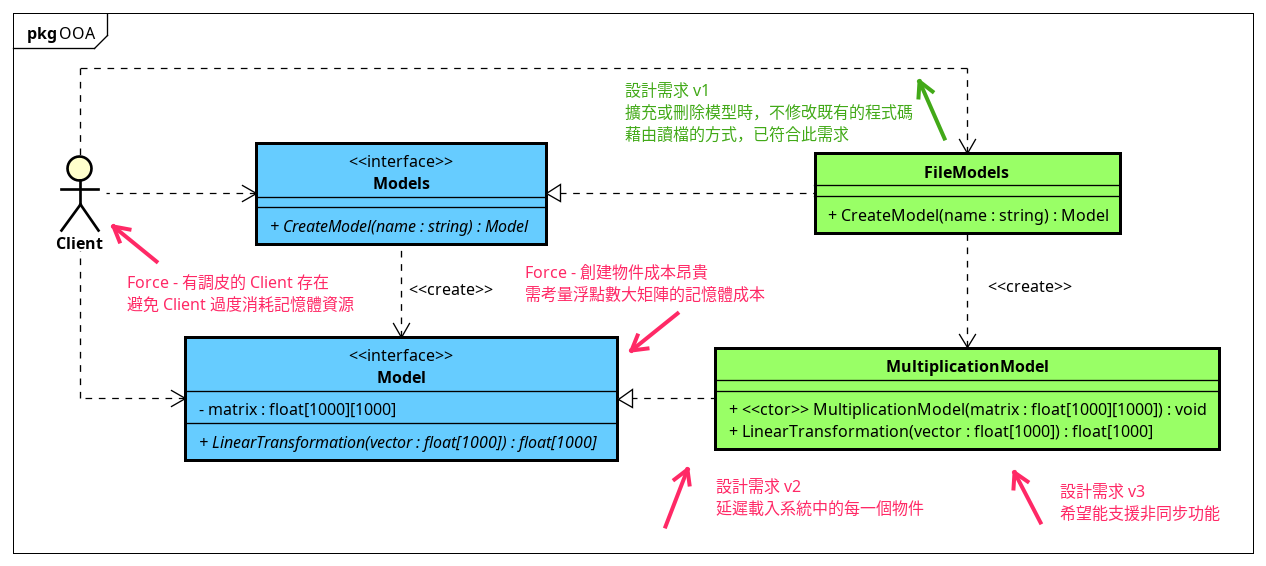 pkg OOA
設計需求 v1
擴充或刪除模型時，不修改既有的程式碼
藉由讀檔的方式，已符合此需求
<<interface>>
Models
+ CreateModel(name : string) : Model
FileModels
+ CreateModel(name : string) : Model
Client
Force - 有調皮的 Client 存在
避免 Client 過度消耗記憶體資源
<<create>>
Force - 創建物件成本昂貴
需考量浮點數大矩陣的記憶體成本
<<create>>
<<interface>>
Model
- matrix : float[1000][1000]
+ LinearTransformation(vector : float[1000]) : float[1000]
MultiplicationModel
+ <<ctor>> MultiplicationModel(matrix : float[1000][1000]) : void
+ LinearTransformation(vector : float[1000]) : float[1000]
設計需求 v2
延遲載入系統中的每一個物件
設計需求 v3
希望能支援非同步功能